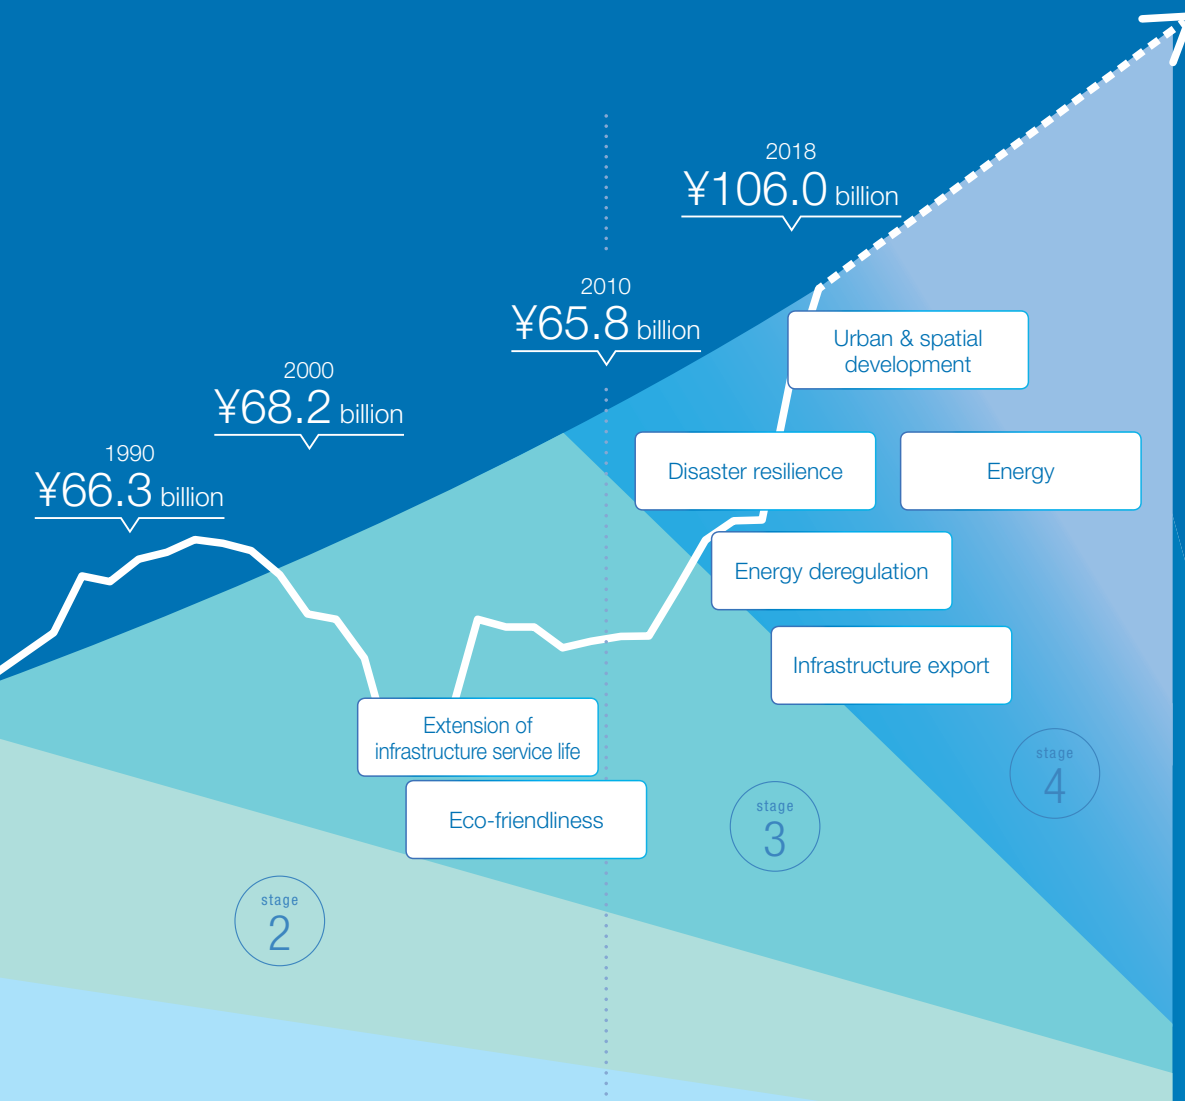 2018
¥106.0 billion
2010
¥65.8 billion
2000
¥68.2 billion
1990
¥66.3 billion
Urban & spatial
development
Disaster resilience
Energy
Energy deregulation
Infrastructure export
Extension of
infrastructure service life
Eco-friendliness
stage
4
stage
3
stage
2